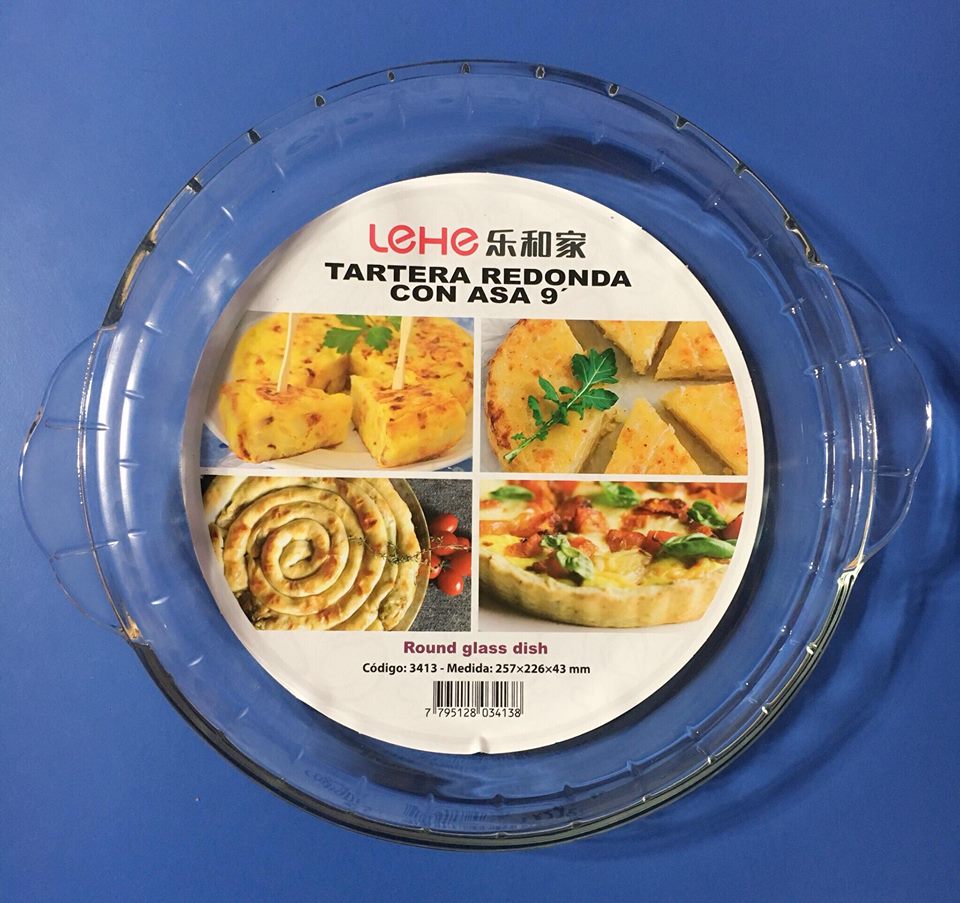 LeHe 乐和家
TARTERA REDONDA
CON ASA 9´
Round glass dish
Código: 3413 - Medida: 257×226×43 mm
7 795128 034138